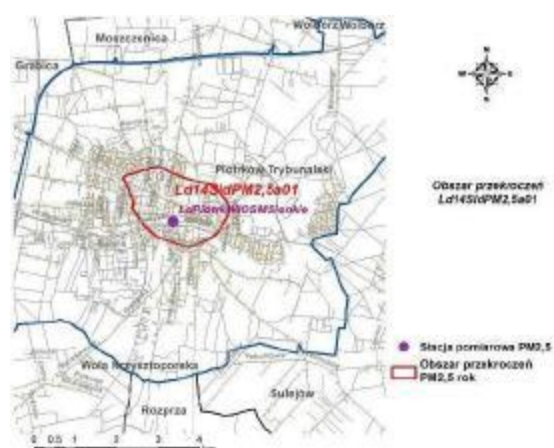 Moszczenica
Wolbórz
Wolbórz
Grabica
N
W
E
S
Piotrków Trybunalski
Ld14SldPM2,5a01
Obszar przekroczeń
Ld14SldPM2,5a01
Stacja pomiarowa PM2,5
Obszar przekroczeń
PM2,5 rok
Wola Krzysztoporska
Sulejów
Rozprza
0 0.5 1 2 3 4